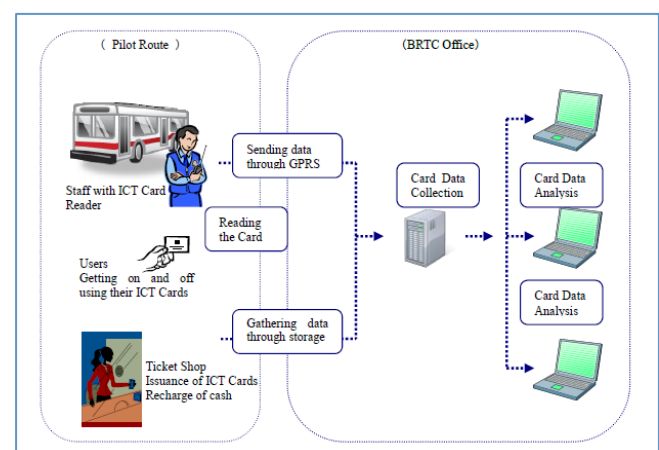 ( Pilot Route )
(BRTC Office)
Sending data
through GPRS
Staff with ICT Card
Reader
Reading
the Card
Users
Getting on and off
using their ICT Cards
Gathering data
through storage
Ticket Shop
Issuance of ICT Cards
Recharge of cash
Card Data
Collection
Card Data
Analysis
Card Data
Analysis